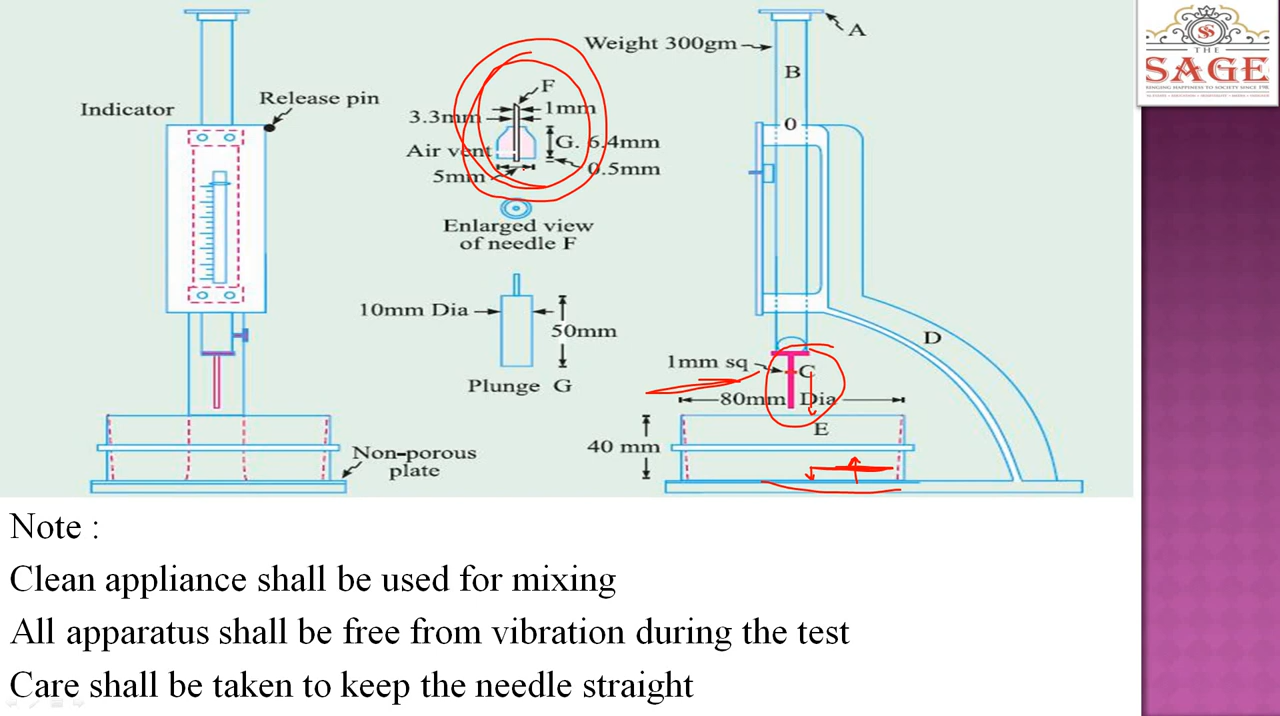 A
Weight 300gm
B
THE
SAGE
F
Release pin
Indicator
3.3mm
1mm
0
Air vent
G. 6.4mm
5mm
0.5mm
Enlarged view
of needle F
10mm Dia
50mm
D
1mm sq
C
Plunge G
80mm Dia
E
40 mm
Non-porous
plate
Note :
Clean appliance shall be used for mixing
All apparatus shall be free from vibration during the test
Care shall be taken to keep the needle straight